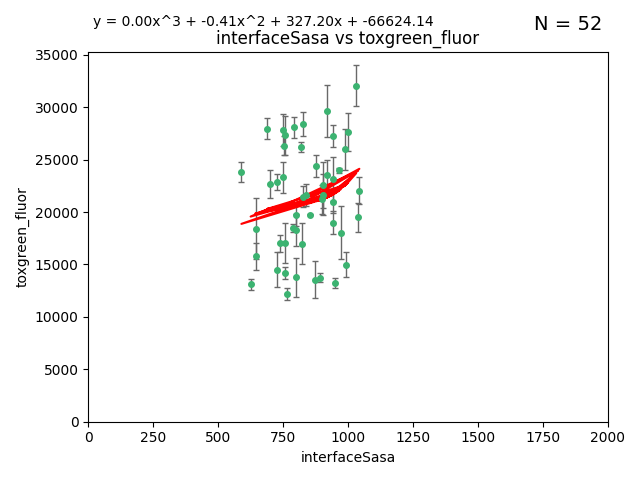 y = 0.00x^3 + -0.41x^2 + 327.20x + -66624.14
N = 52
interfaceSasa vs toxgreen_fluor
35000
30000
25000
20000
15000
10000
5000
0
toxgreen_fluor
0 250 500 750 1000 1250 1500 1750 2000
interfaceSasa